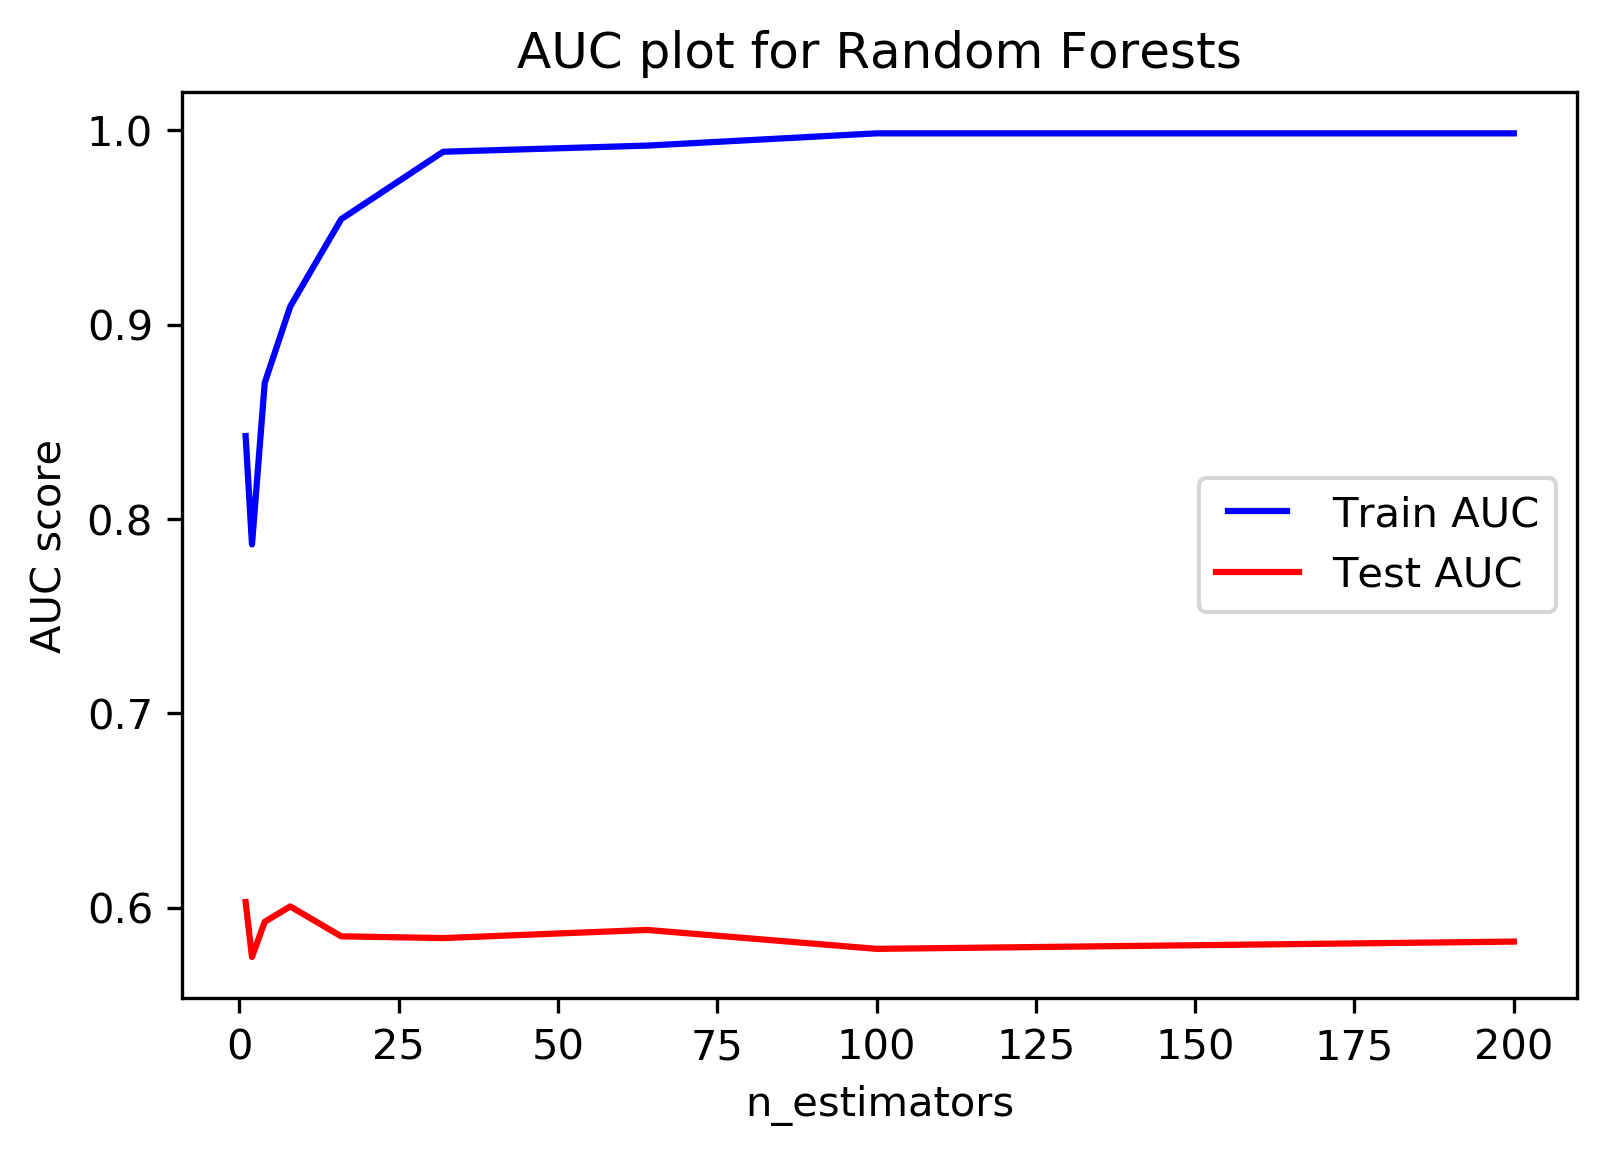 AUC plot for Random Forests
1.0
0.9
0.8
0.7
0.6
AUC score
Train AUC
Test AUC
0 25 50 75 100 125 150 175 200
n_estimators